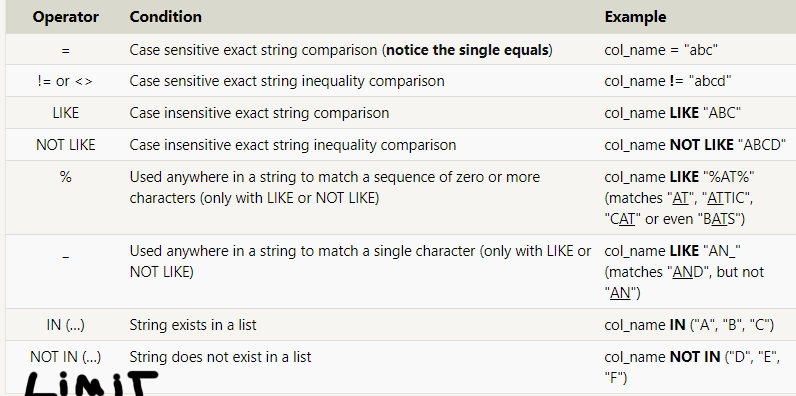 Operator Condition Example
= Case sensitive exact string comparison (notice the single equals) col_name = "abc"
!= or <> Case sensitive exact string inequality comparison col_name != "abcd"
LIKE Case insensitive exact string comparison col_name LIKE "ABC"
NOT LIKE Case insensitive exact string inequality comparison col_name NOT LIKE "ABCD"
% Used anywhere in a string to match a sequence of zero or more col_name LIKE "%AT%"
characters (only with LIKE or NOT LIKE) (matches "AT", "ATTIC",
"CAT" or even "BATS")
_ Used anywhere in a string to match a single character (only with LIKE or col_name LIKE "AN_"
NOT LIKE) (matches "AND", but not
"AN")
IN (...) String exists in a list col_name IN ("A", "B", "C")
NOT IN (...) String does not exist in a list col_name NOT IN ("D", "E",
"F")
LimiT